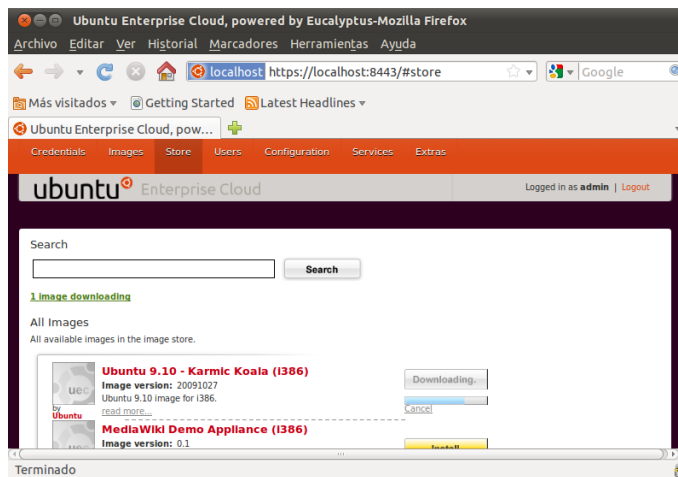 Ubuntu Enterprise Cloud, powered by Eucalyptus-Mozilla Firefox
Archivo Editar Ver Historial Marcadores Herramientas Ayuda
localhost https://localhost:8443/#store
Google
Más visitados Getting Started Latest Headlines
Ubuntu Enterprise Cloud, pow...
Credentials Images Store Users Configuration Services Extras
ubuntu Enterprise Cloud
Logged in as admin | Logout
Search
Search
1 image downloading
All Images
All available images in the image store.
uec
by Ubuntu
Ubuntu 9.10 - Karmic Koala (i386)
Image version: 20091027
Ubuntu 9.10 image for i386.
read more...
Downloading.
Cancel
MediaWiki Demo Appliance (i386)
Image version: 0.1
Install
Terminado